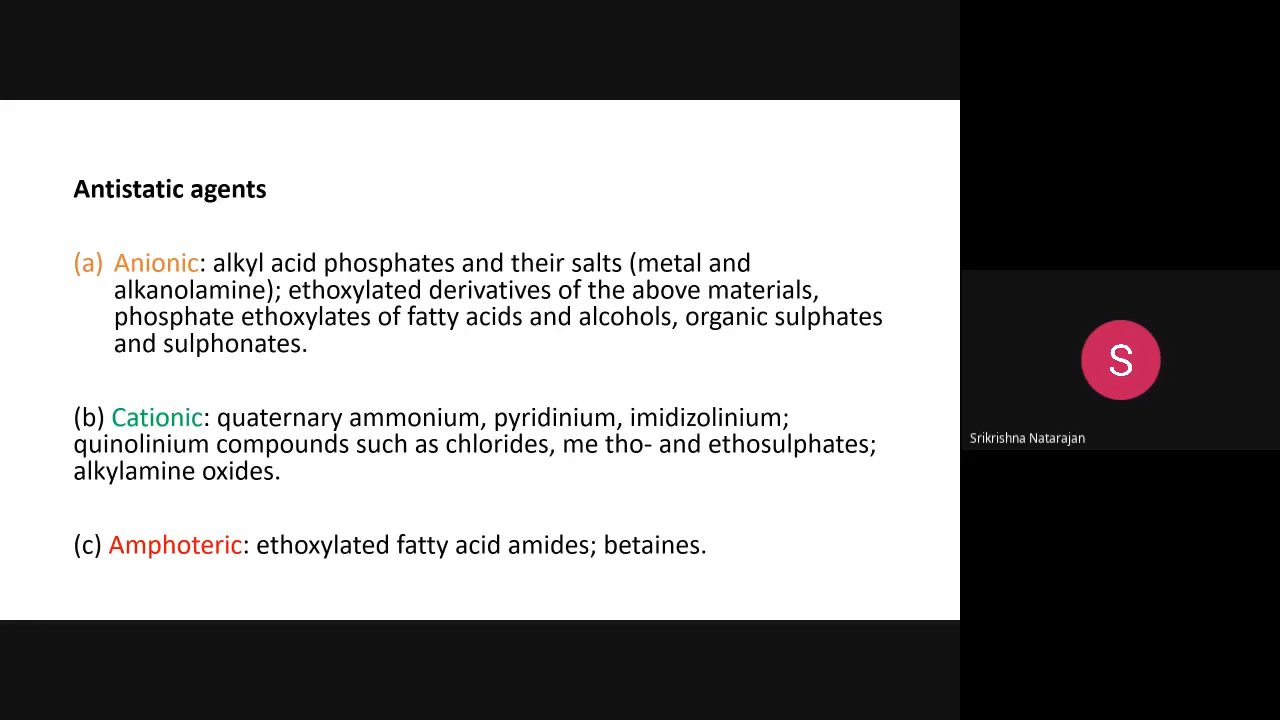 Antistatic agents
(a) Anionic: alkyl acid phosphates and their salts (metal and
alkanolamine); ethoxylated derivatives of the above materials,
phosphate ethoxylates of fatty acids and alcohols, organic sulphates
and sulphonates.
(b) Cationic: quaternary ammonium, pyridinium, imidizolinium;
quinolinium compounds such as chlorides, me tho- and ethosulphates;
alkylamine oxides.
(c) Amphoteric: ethoxylated fatty acid amides; betaines.
S
Srikrishna Natarajan